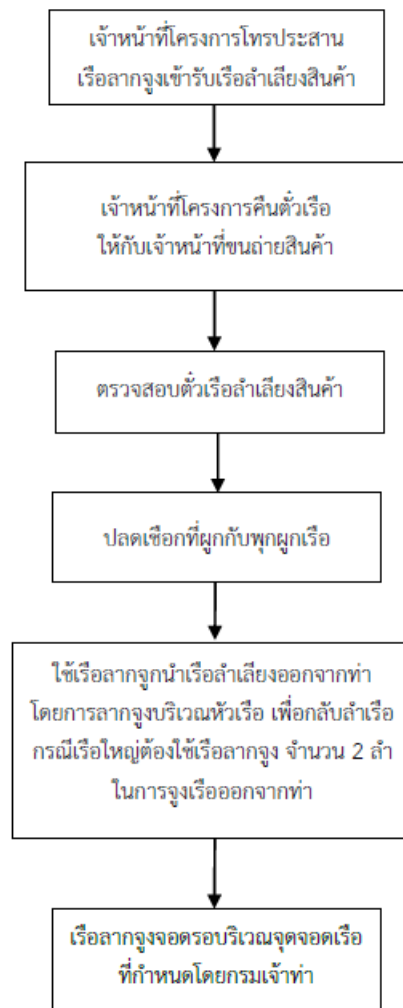 เจ้าหน้าที่โครงการโทรประสาน
เรือลากจูงเข้ารับเรือลำเลียงสินค้า
เจ้าหน้าที่โครงการคืนตั๋วเรือ
ให้กับเจ้าหน้าที่ขนถ่ายสินค้า
ตรวจสอบตั๋วเรือลำเลียงสินค้า
ปลดเชือกที่ผูกกับพุกผูกเรือ
ใช้เรือลากจูกนำเรือลำเลียงออกจากท่า
โดยการลากจูงบริเวณหัวเรือ เพื่อกลับลำเรือ
กรณีเรือใหญ่ต้องใช้เรือลากจูง จำนวน 2 ลำ
ในการจูงเรือออกจากท่า
เรือลากจูงจอดรอบริเวณจุดจอดเรือ
ที่กำหนดโดยกรมเจ้าท่า